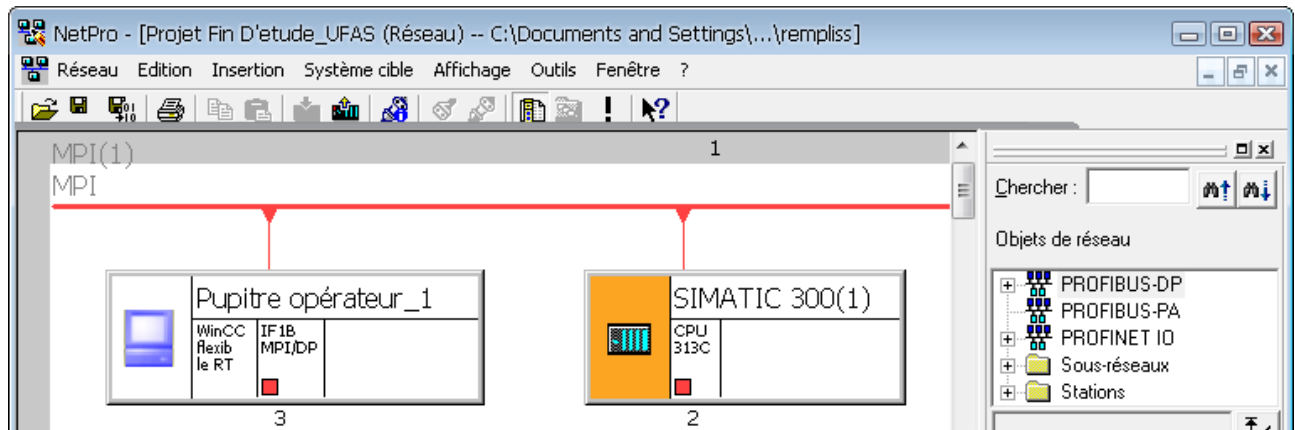 NetPro - [Projet Fin D'etude_UFAS (Réseau) -- C:\Documents and Settings\...\rempliss]
Réseau Edition Insertion Système cible Affichage Outils Fenêtre ?
MPI(1)
1
MPI
Chercher :
Objets de réseau
PROFIBUS-DP
PROFIBUS-PA
PROFINET IO
Sous-réseaux
Stations
Pupitre opérateur_1
WinCC
flexib
le RT
IF1B
MPI/DP
3
SIMATIC 300(1)
CPU
313C
2